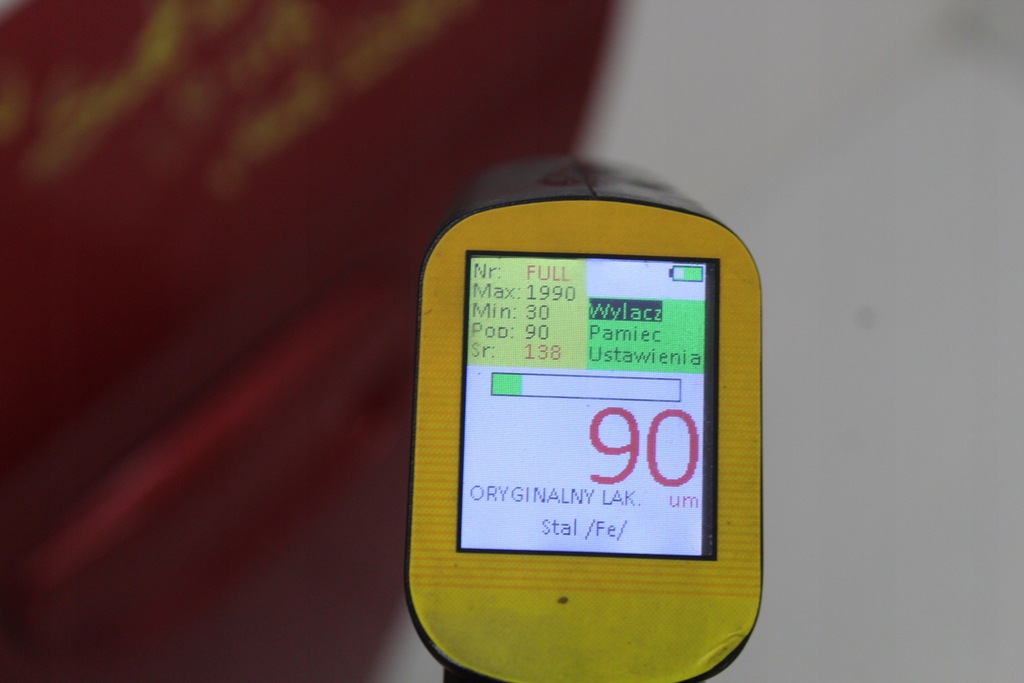 Nr: FULL
Max: 1990
Min: 30
Pop: 90
Sr: 138
Wylacz
Pamiec
Ustawienia
90
ORYGINALNY LAK. um
Stal /Fe/